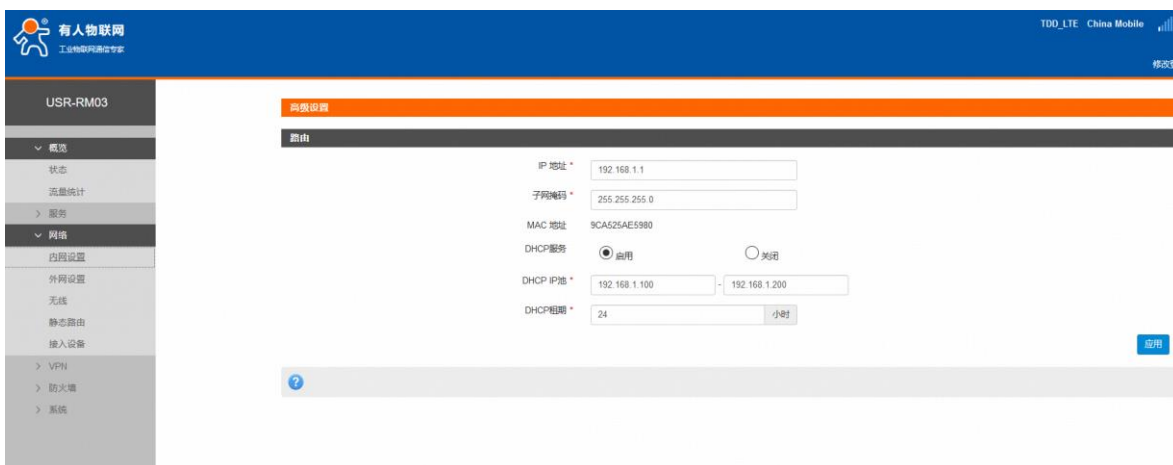 有人物联网
工业物联网通信专家
TDD_LTE China Mobile
USR-RM03
概览
状态
流量统计
服务
网络
内网设置
外网设置
无线
静态路由
接入设备
VPN
防火墙
系统
高级设置
路由
IP 地址 * 192.168.1.1
子网掩码 * 255.255.255.0
MAC 地址 9CA525AE5980
DHCP服务 启用 关闭
DHCP IP池 * 192.168.1.100 - 192.168.1.200
DHCP租期 * 24 小时
应用